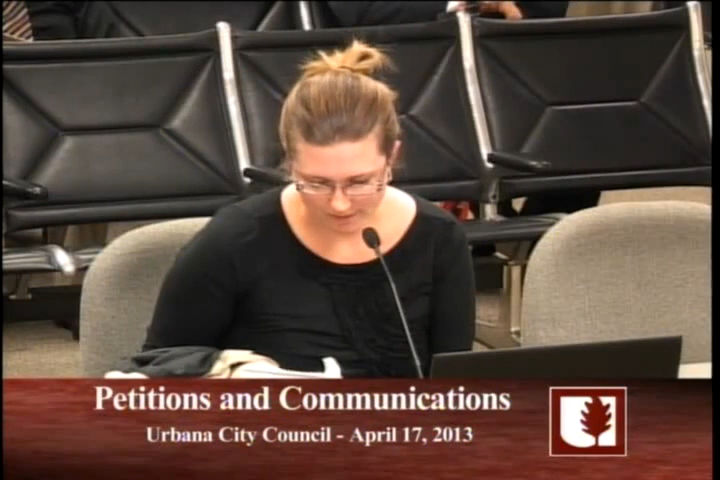 Petitions and Communications
Urbana City Council - April 17, 2013